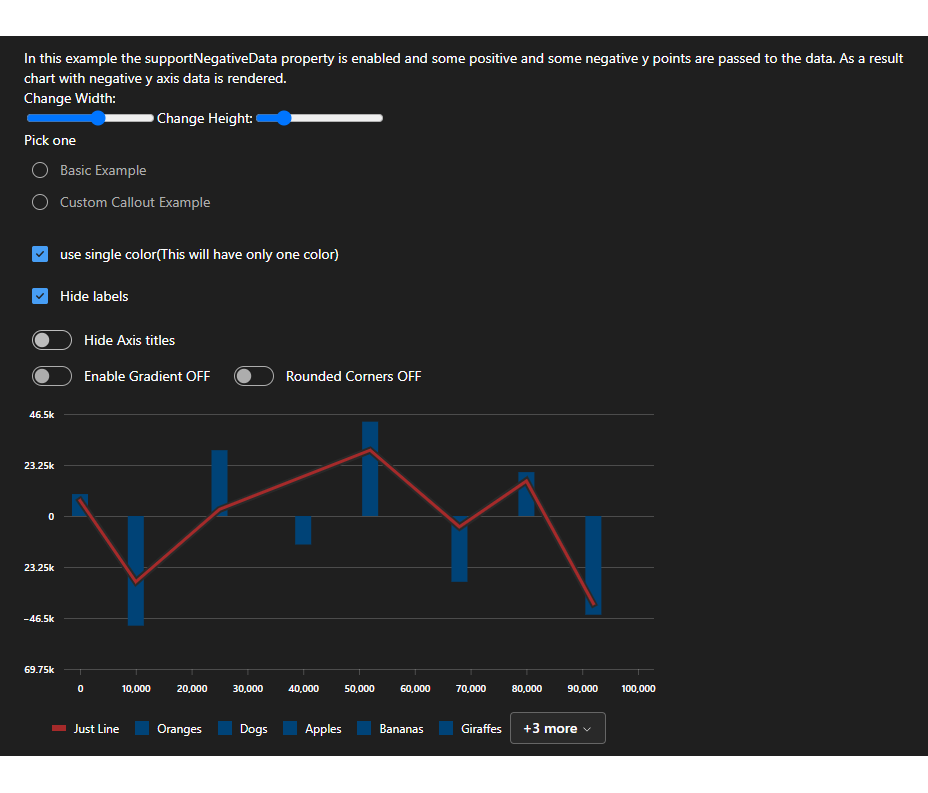 In this example the supportNegativeData property is enabled and some positive and some negative y points are passed to the data. As a result
chart with negative y axis data is rendered.
Change Width:
Change Height:
Pick one
Basic Example
Custom Callout Example
use single color(This will have only one color)
Hide labels
Hide Axis titles
Enable Gradient OFF Rounded Corners OFF
46.5k
23.25k
0
23.25k
−46.5k
69.75k
0 10,000 20,000 30,000 40,000 50,000 60,000 70,000 80,000 90,000 100,000
Just Line Oranges Dogs Apples Bananas Giraffes +3 more